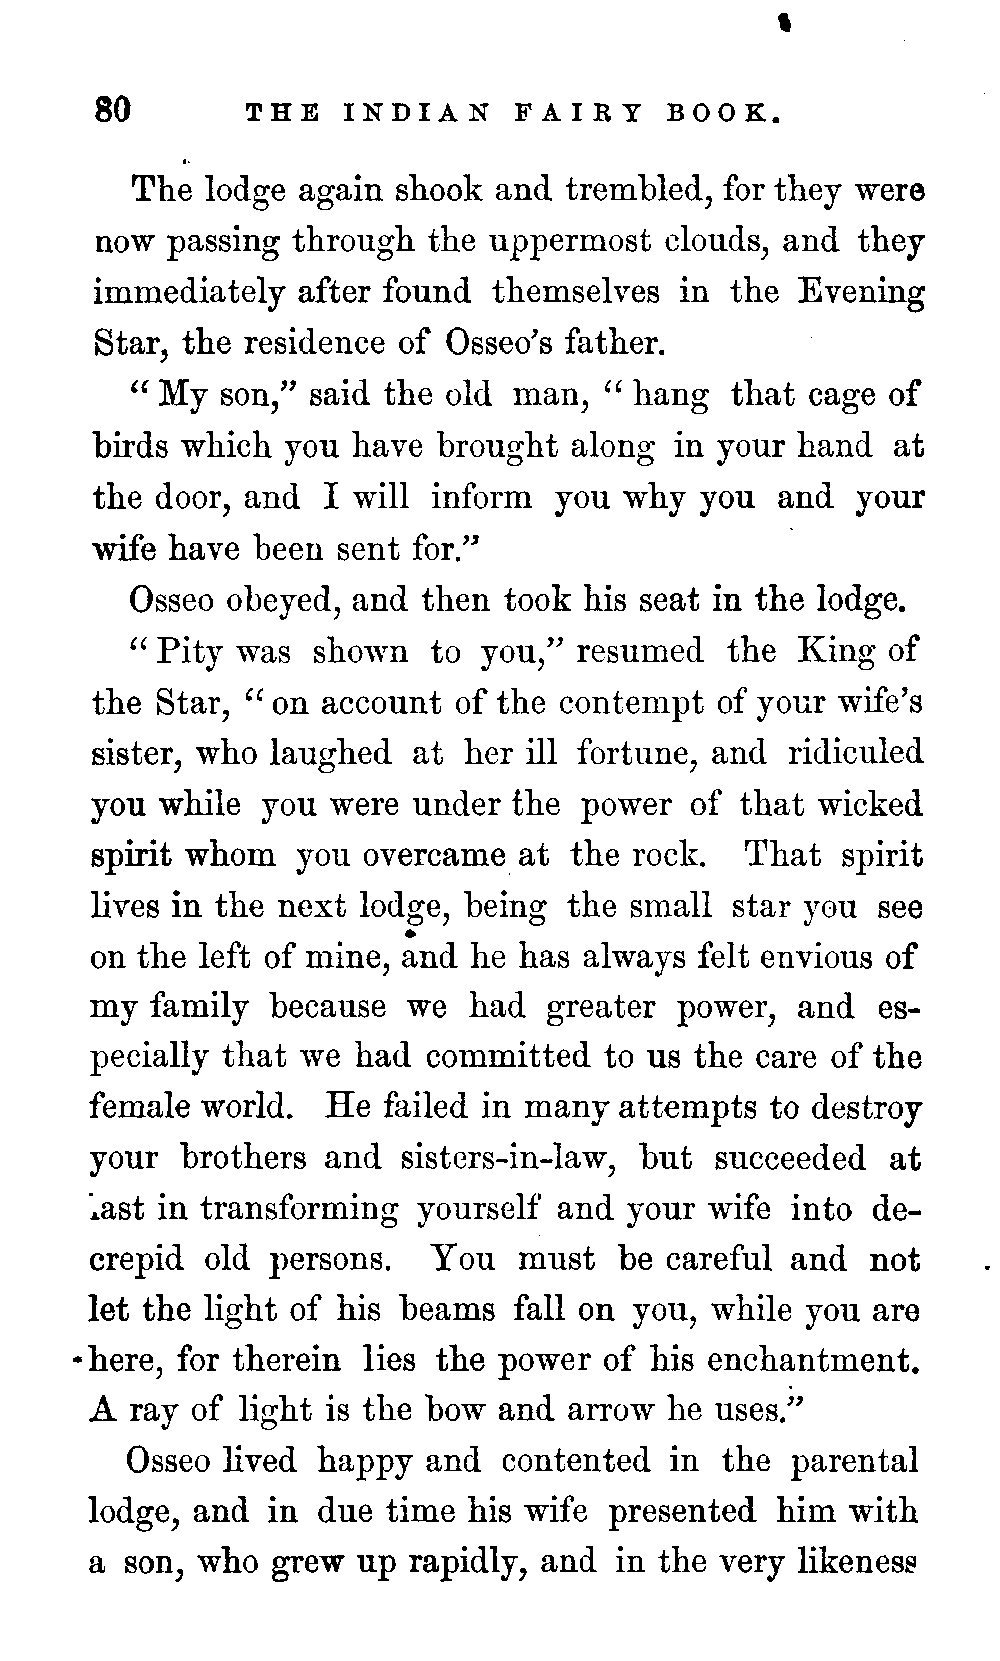 80 THE INDIAN FAIRY BOOK.
The lodge again shook and trembled, for they were
now passing through the uppermost clouds, and they
immediately after found themselves in the Evening
Star, the residence of Osseo's father.
" My son," said the old man, " hang that cage of
birds which you have brought along in your hand at
the door, and I will inform you why you and your
wife have been sent for."
Osseo obeyed, and then took his seat in the lodge.
" Pity was shown to you," resumed the King of
the Star, " on account of the contempt of your wife's
sister, who laughed at her ill fortune, and ridiculed
you while you were under the power of that wicked
spirit whom you overcame at the rock. That spirit
lives in the next lodge, being the small star you see
on the left of mine, and he has always felt envious of
my family because we had greater power, and es-
pecially that we had committed to us the care of the
female world. He failed in many attempts to destroy
your brothers and sisters-in-law, but succeeded at
last in transforming yourself and your wife into de-
crepid old persons. You must be careful and not
let the light of his beams fall on you, while you are
here, for therein lies the power of his enchantment.
A ray of light is the bow and arrow he uses."
Osseo lived happy and contented in the parental
lodge, and in due time his wife presented him with
a son, who grew up rapidly, and in the very likeness